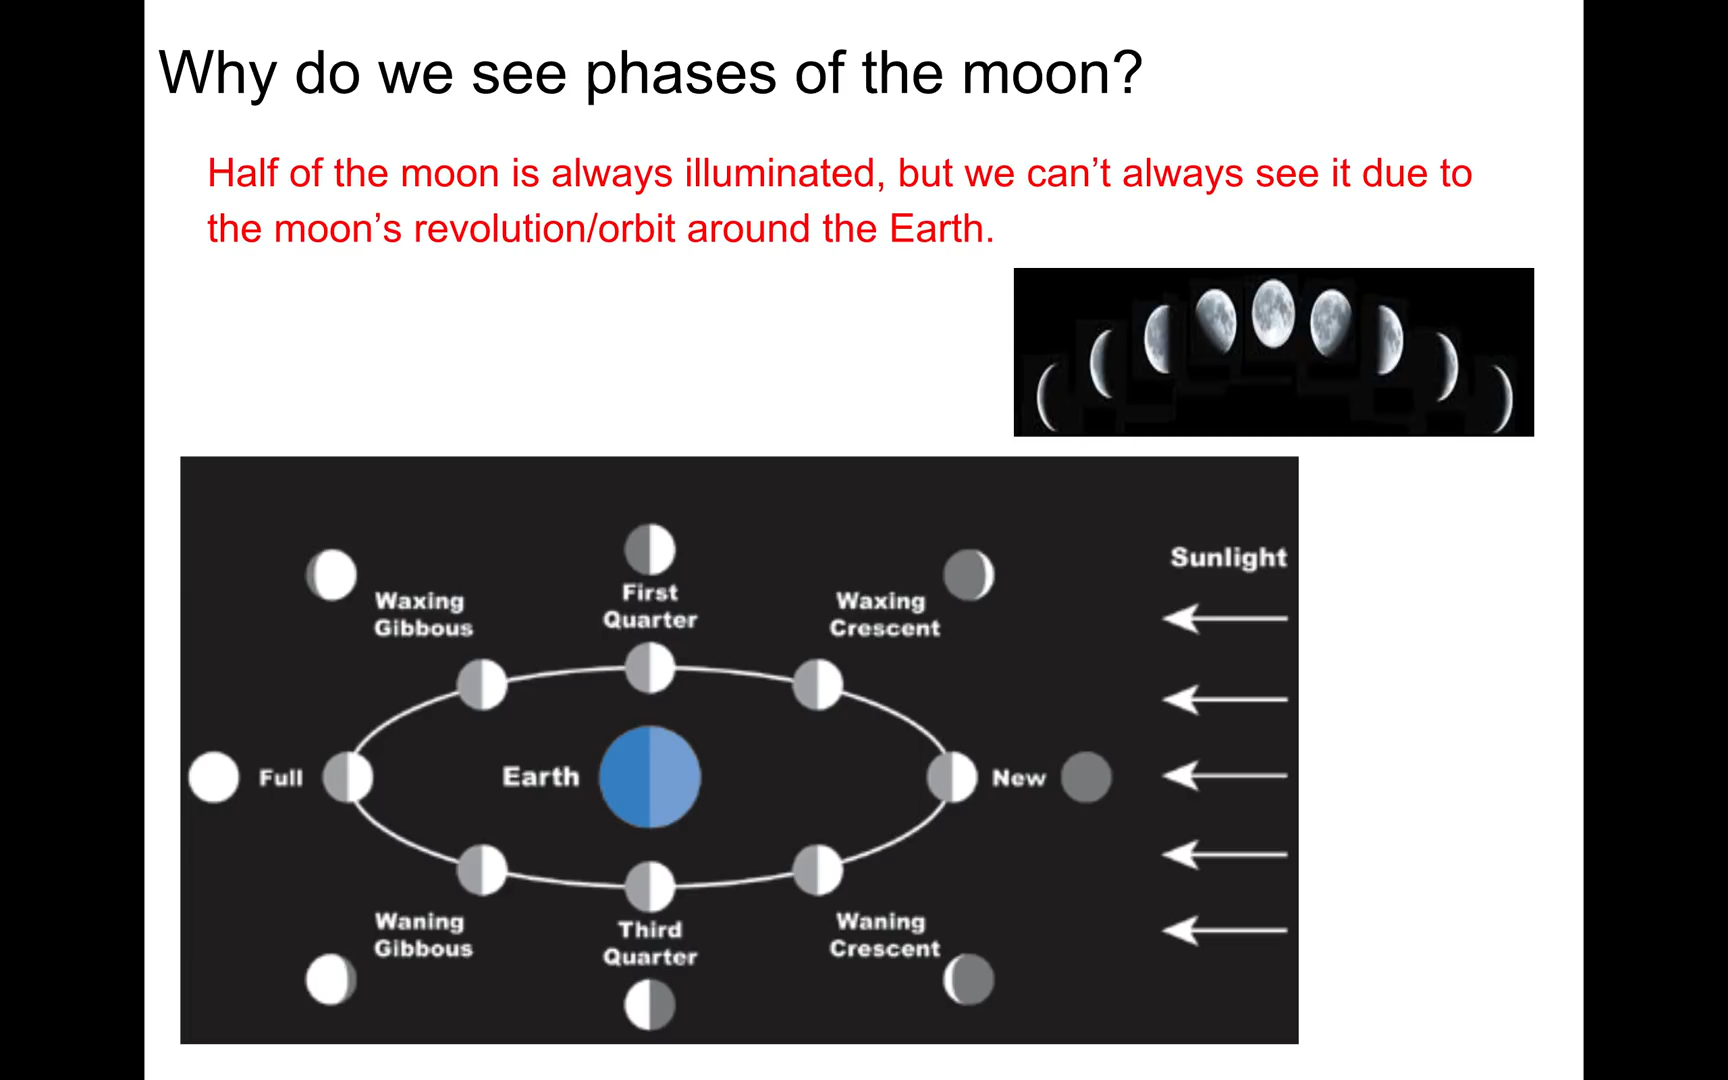 Why do we see phases of the moon?
Half of the moon is always illuminated, but we can’t always see it due to
the moon’s revolution/orbit around the Earth.
Sunlight
Waxing
Gibbous
First
Quarter
Waxing
Crescent
Full
Earth
New
Waning
Gibbous
Third
Quarter
Waning
Crescent